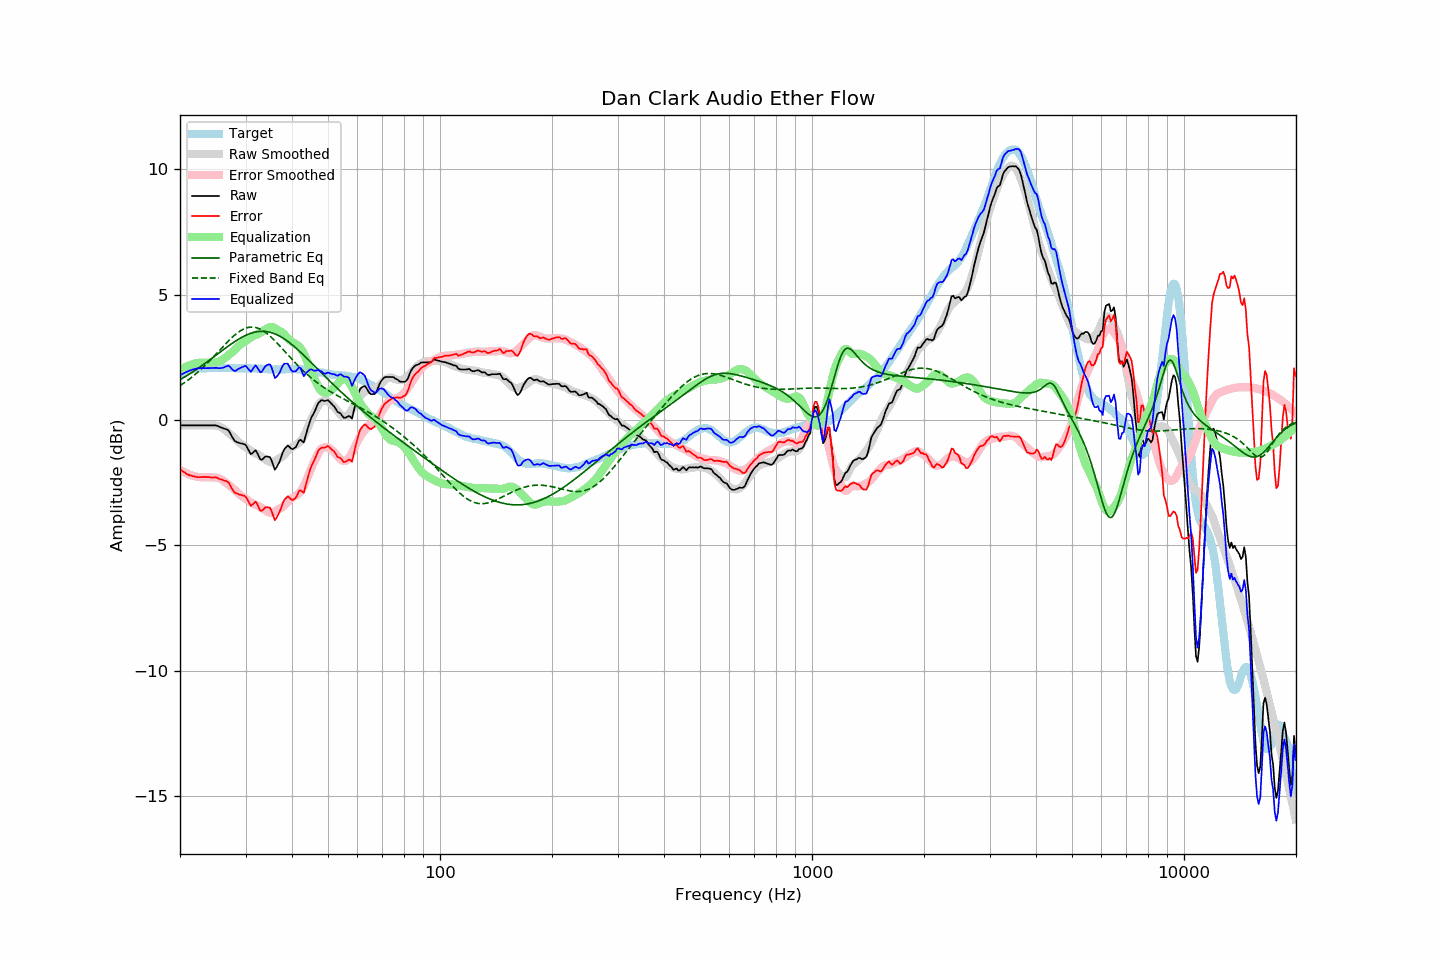 Dan Clark Audio Ether Flow
Target
Raw Smoothed
Error Smoothed
Raw
Error
Equalization
Parametric Eq
Fixed Band Eq
Equalized
10
5
0
−5
−10
−15
Amplitude (dBr)
100
1000
10000
Frequency (Hz)